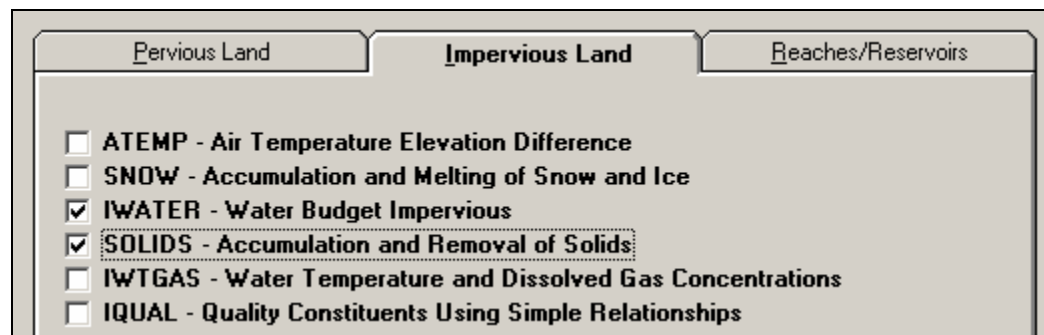 Pervious Land Impervious Land Reaches/Reservoirs
ATEMP - Air Temperature Elevation Difference
SNOW - Accumulation and Melting of Snow and Ice
IWATER - Water Budget Impervious
SOLIDS - Accumulation and Removal of Solids
IWTGAS - Water Temperature and Dissolved Gas Concentrations
IQUAL - Quality Constituents Using Simple Relationships